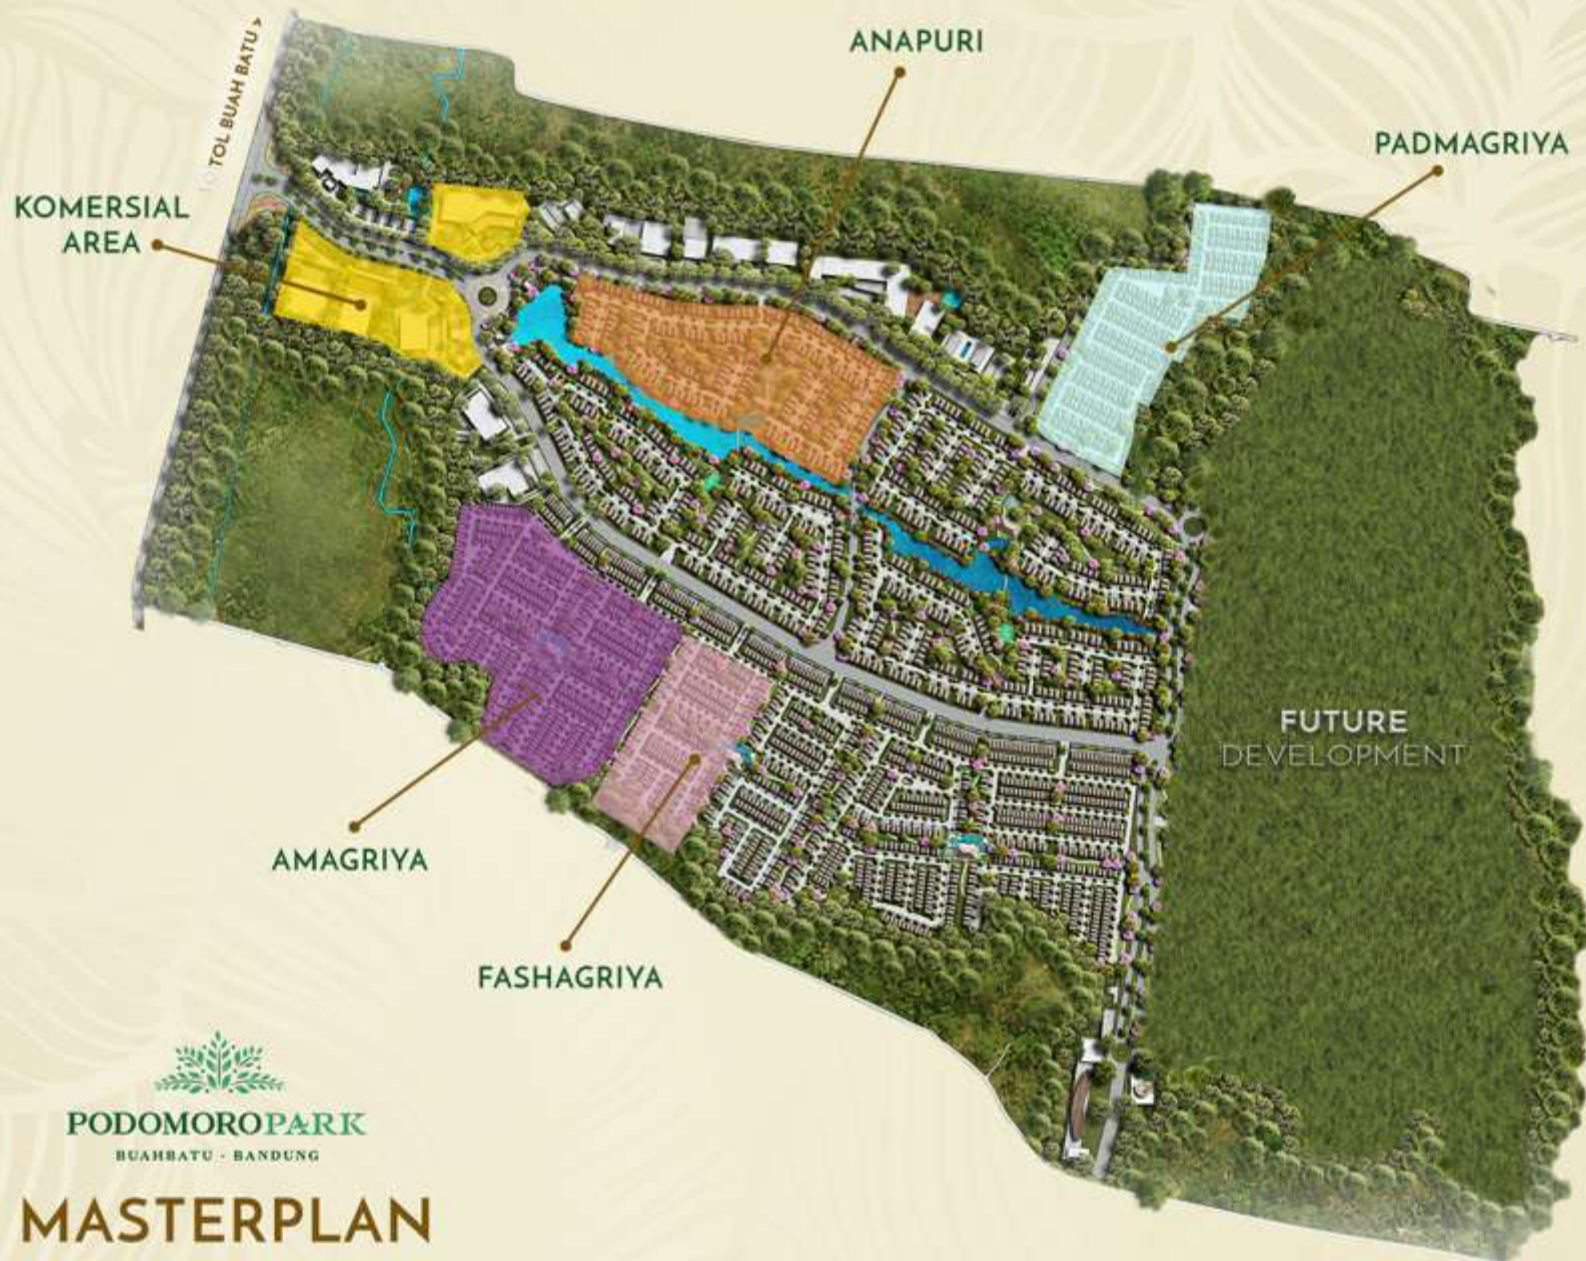 ANAPURI
TOL BUAH BATU >
PADMAGRIYA
KOMERSIAL
AREA
FUTURE
DEVELOPMENT
AMAGRIYA
FASHAGRIYA
PODOMOROPARK
BUAHBATU - BANDUNG
MASTERPLAN